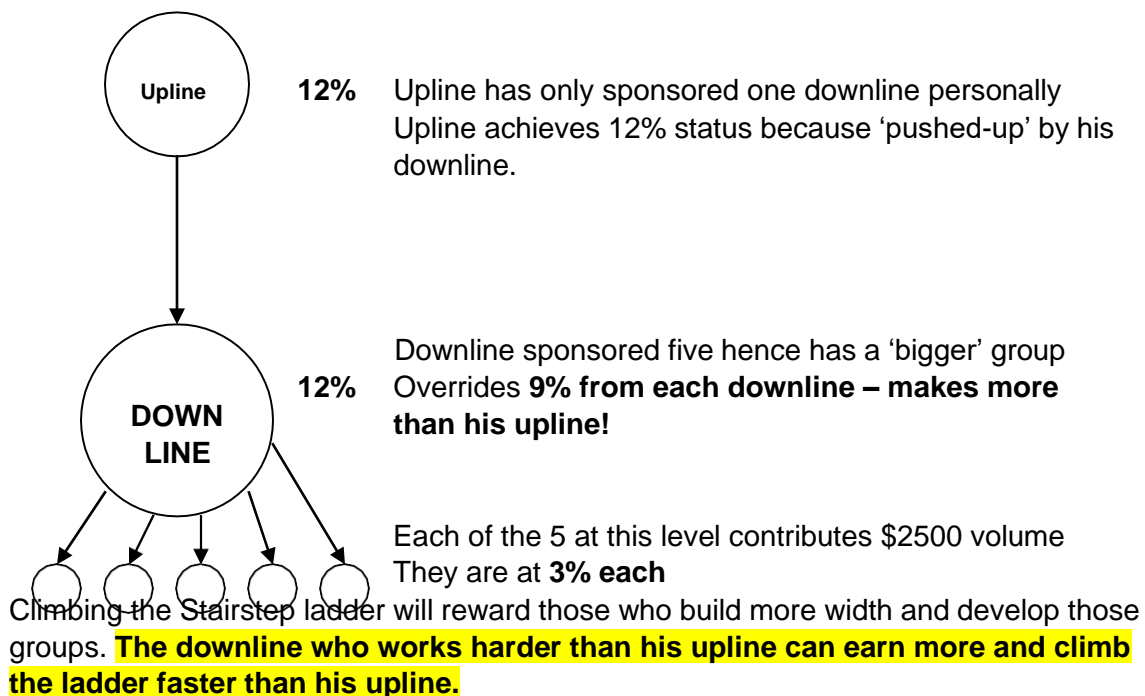 Upline
12%
Upline has only sponsored one downline personally
Upline achieves 12% status because ‘pushed-up’ by his
downline.
DOWN
LINE
12%
Downline sponsored five hence has a ‘bigger’ group
Overrides 9% from each downline – makes more
than his upline!
Each of the 5 at this level contributes $2500 volume
They are at 3% each
Climbing the Stairstep ladder will reward those who build more width and develop those
groups. The downline who works harder than his upline can earn more and climb
the ladder faster than his upline.